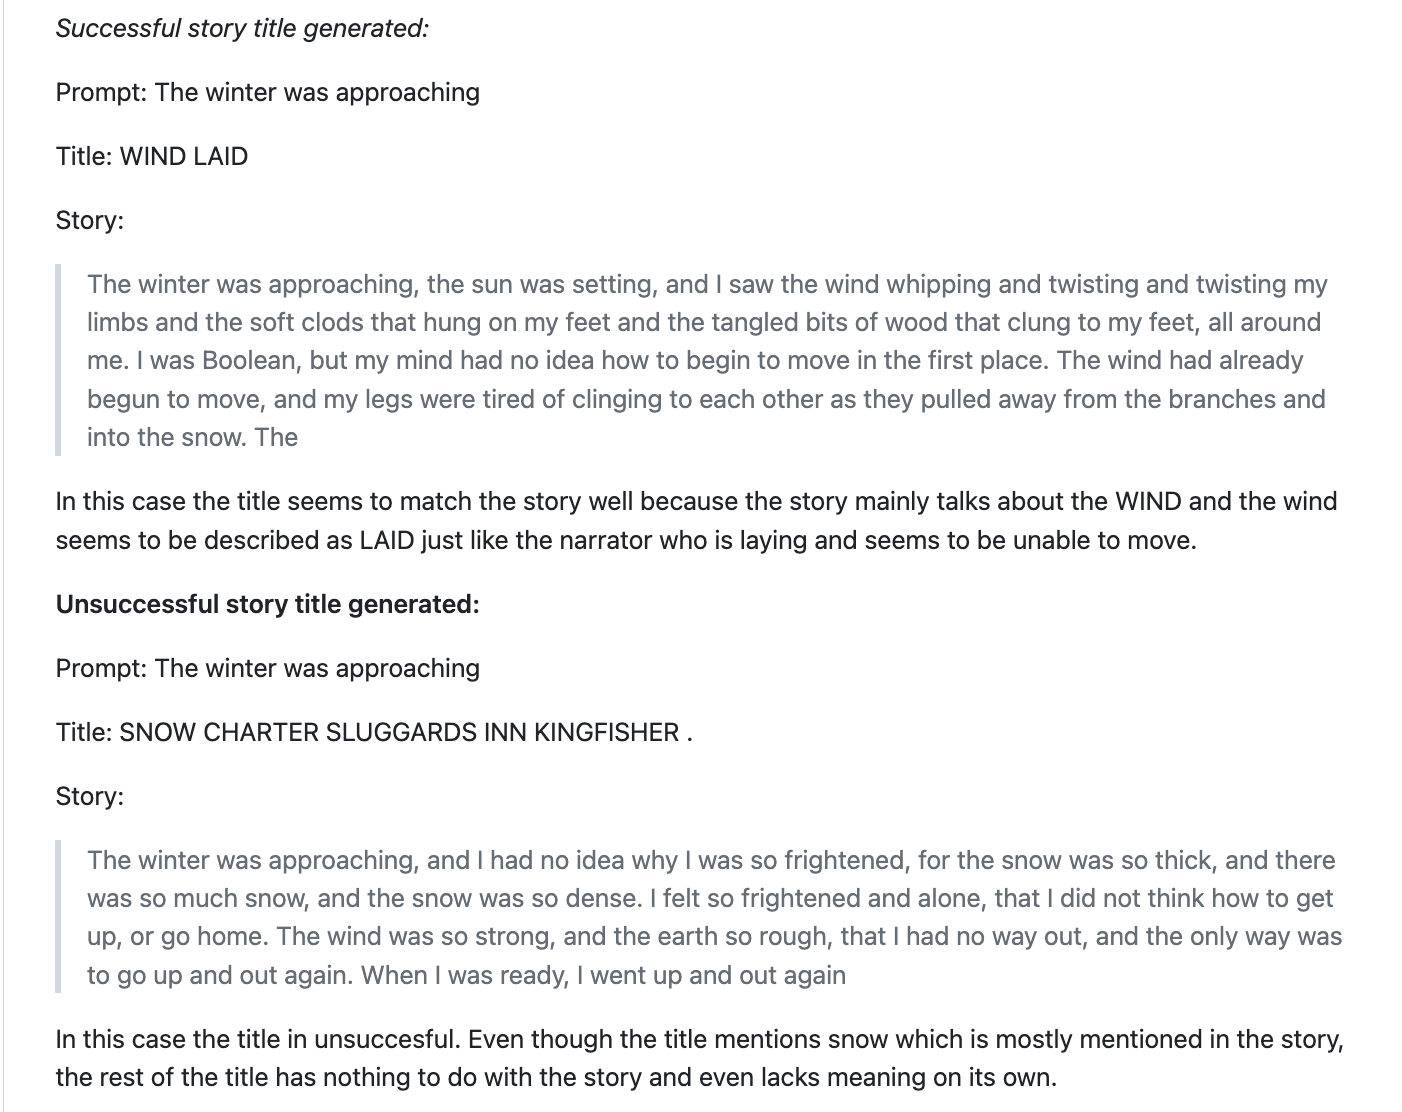 Successful story title generated:
Prompt: The winter was approaching
Title: WIND LAID
Story:
The winter was approaching, the sun was setting, and I saw the wind whipping and twisting and twisting my
limbs and the soft clods that hung on my feet and the tangled bits of wood that clung to my feet, all around
me. I was Boolean, but my mind had no idea how to begin to move in the first place. The wind had already
begun to move, and my legs were tired of clinging to each other as they pulled away from the branches and
into the snow. The
In this case the title seems to match the story well because the story mainly talks about the WIND and the wind
seems to be described as LAID just like the narrator who is laying and seems to be unable to move.
Unsuccessful story title generated:
Prompt: The winter was approaching
Title: SNOW CHARTER SLUGGARDS INN KINGFISHER .
Story:
The winter was approaching, and I had no idea why I was so frightened, for the snow was so thick, and there
was so much snow, and the snow was so dense. I felt so frightened and alone, that I did not think how to get
up, or go home. The wind was so strong, and the earth so rough, that I had no way out, and the only way was
to go up and out again. When I was ready, I went up and out again
In this case the title in unsuccesful. Even though the title mentions snow which is mostly mentioned in the story,
the rest of the title has nothing to do with the story and even lacks meaning on its own.